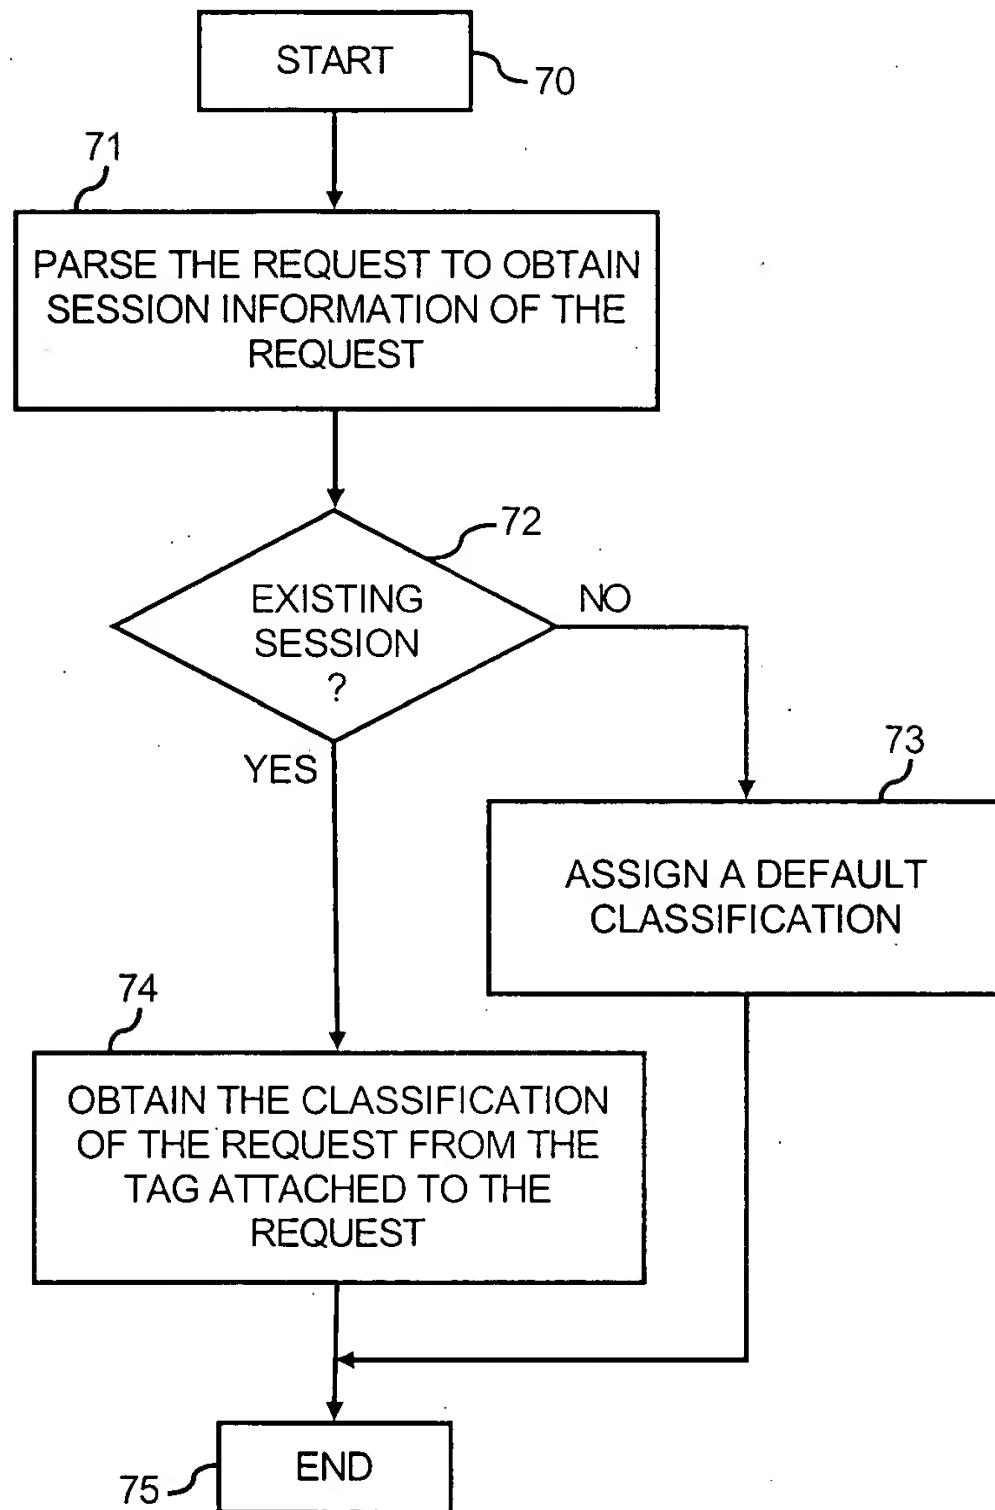 START
70
71
PARSE THE REQUEST TO OBTAIN
SESSION INFORMATION OF THE
REQUEST
72
EXISTING
SESSION
?
NO
YES
73
ASSIGN A DEFAULT
CLASSIFICATION
74
OBTAIN THE CLASSIFICATION
OF THE REQUEST FROM THE
TAG ATTACHED TO THE
REQUEST
END
75